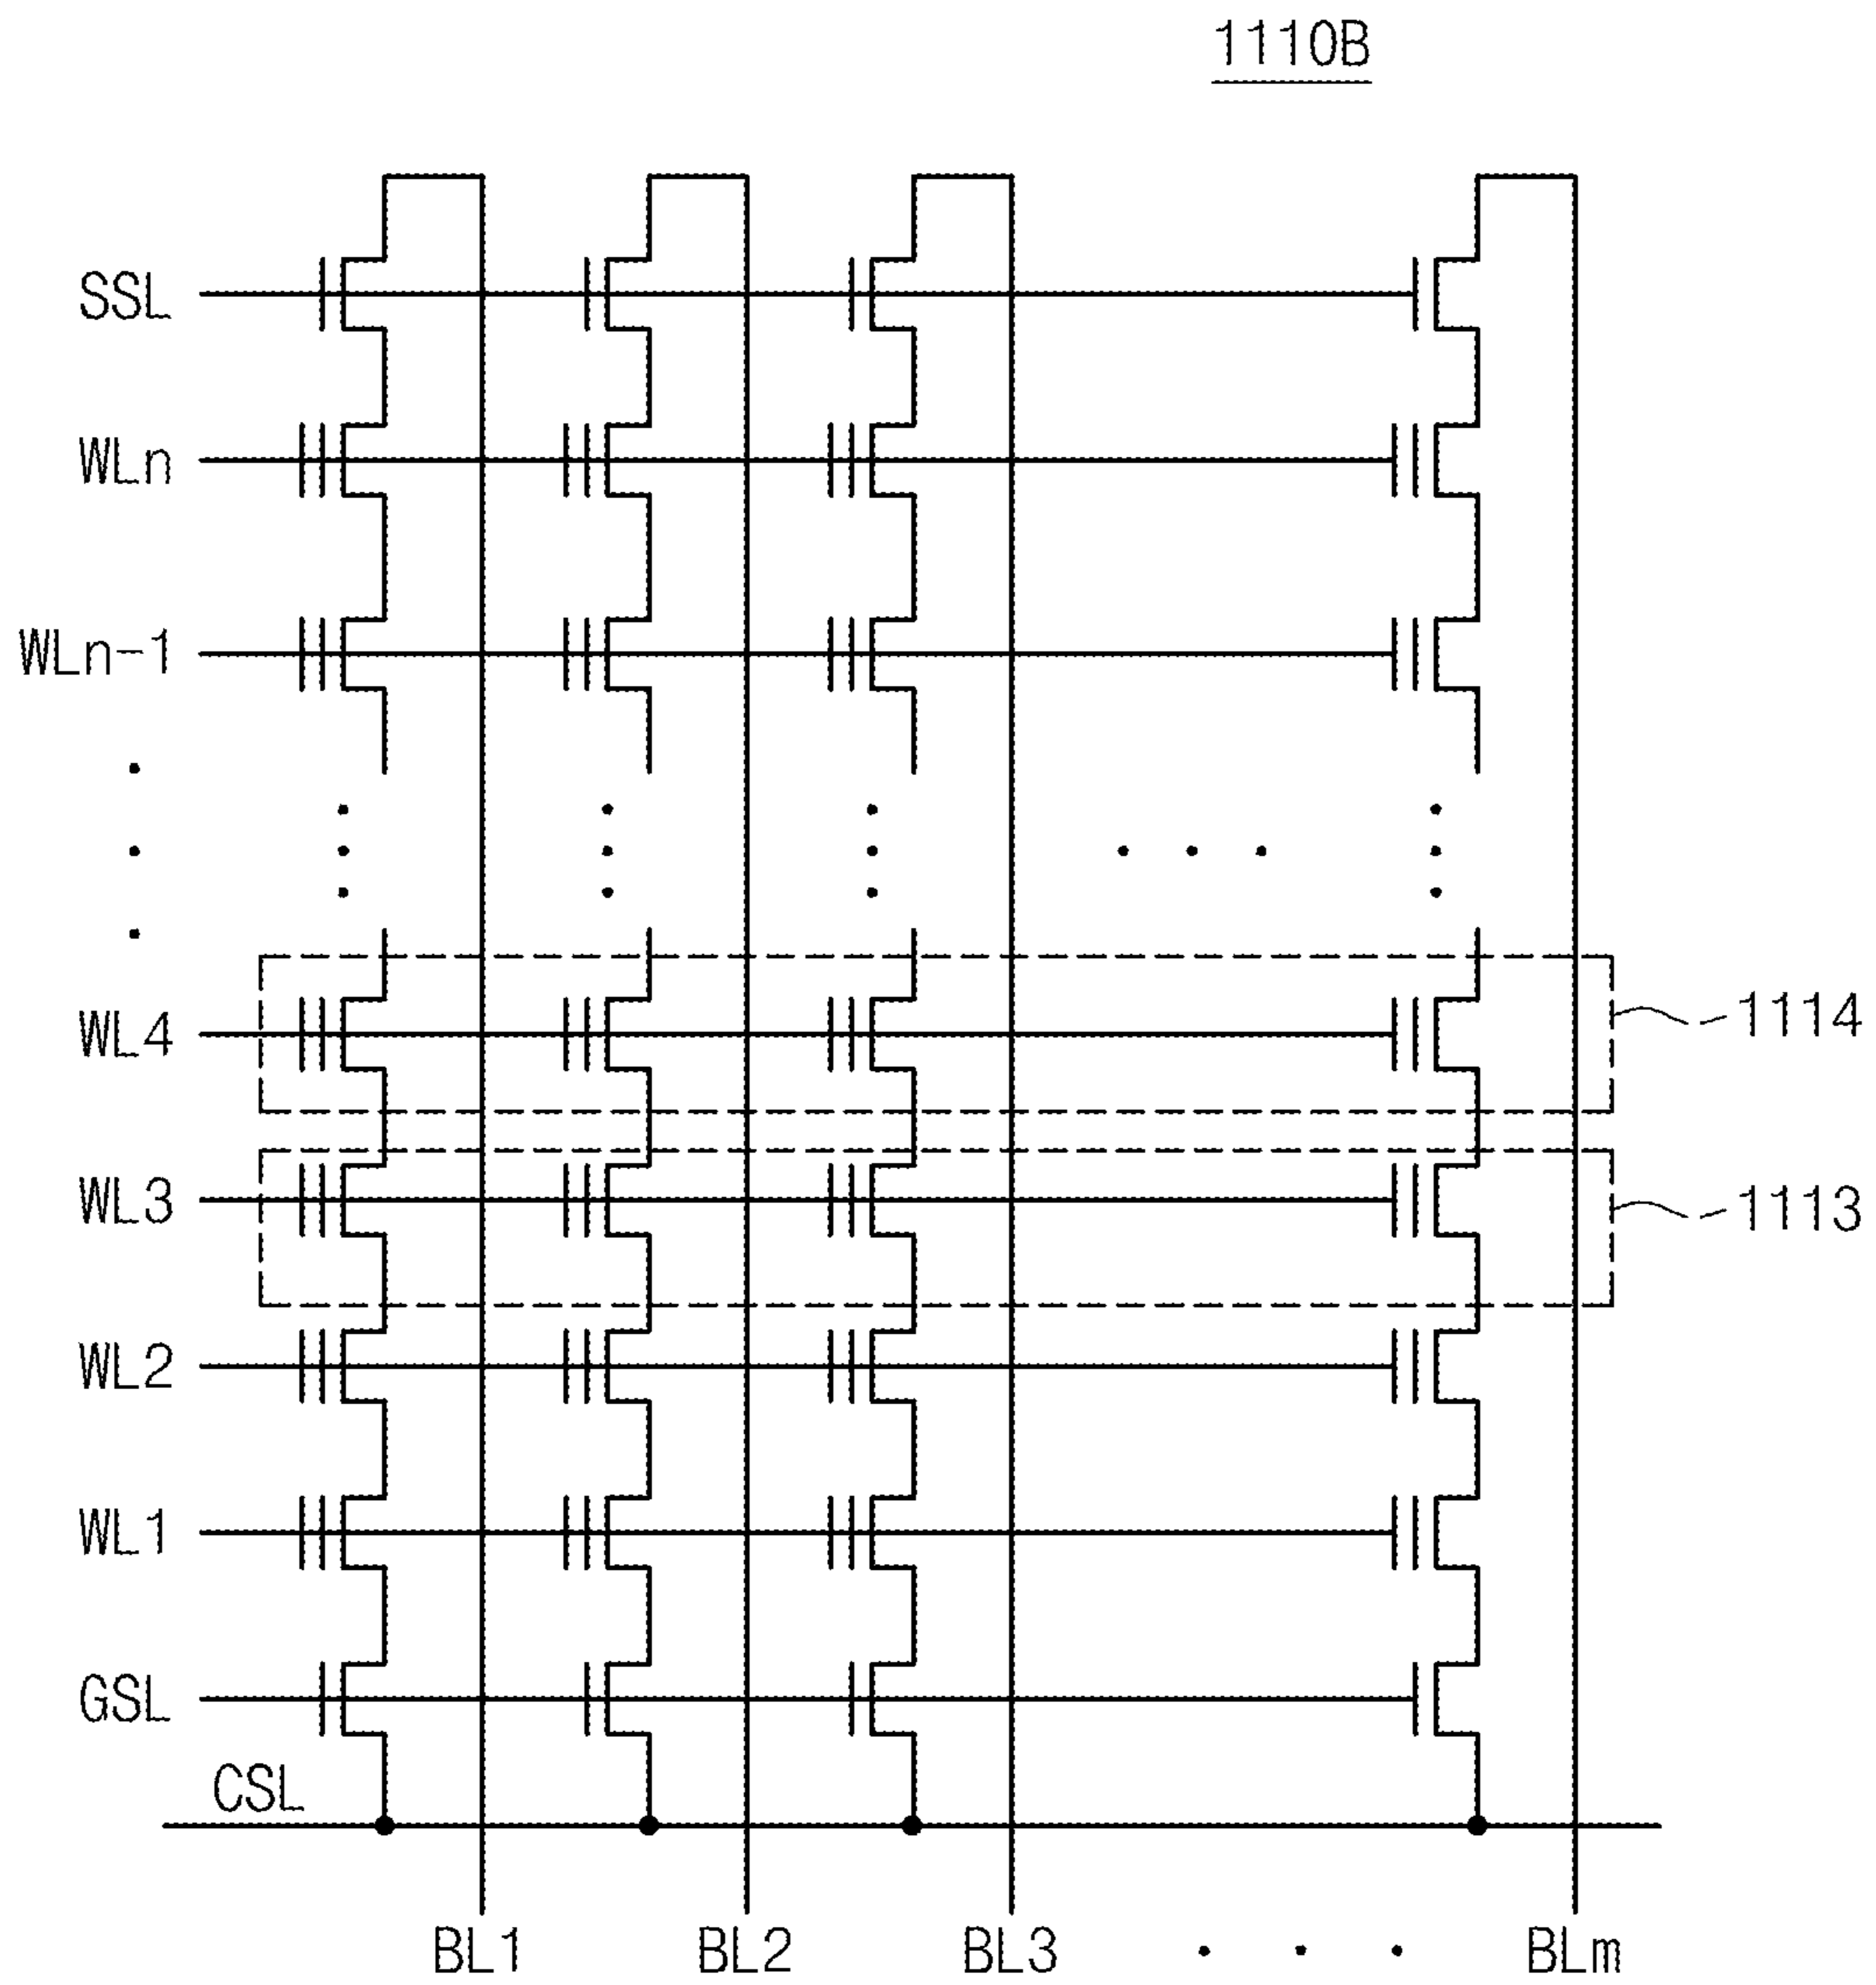 1110B
SSL
WLn
WLn-1
WL4
1114
WL3
1113
WL2
WL1
GSL
CSL
BL1 BL2 BL3 . . . BLm